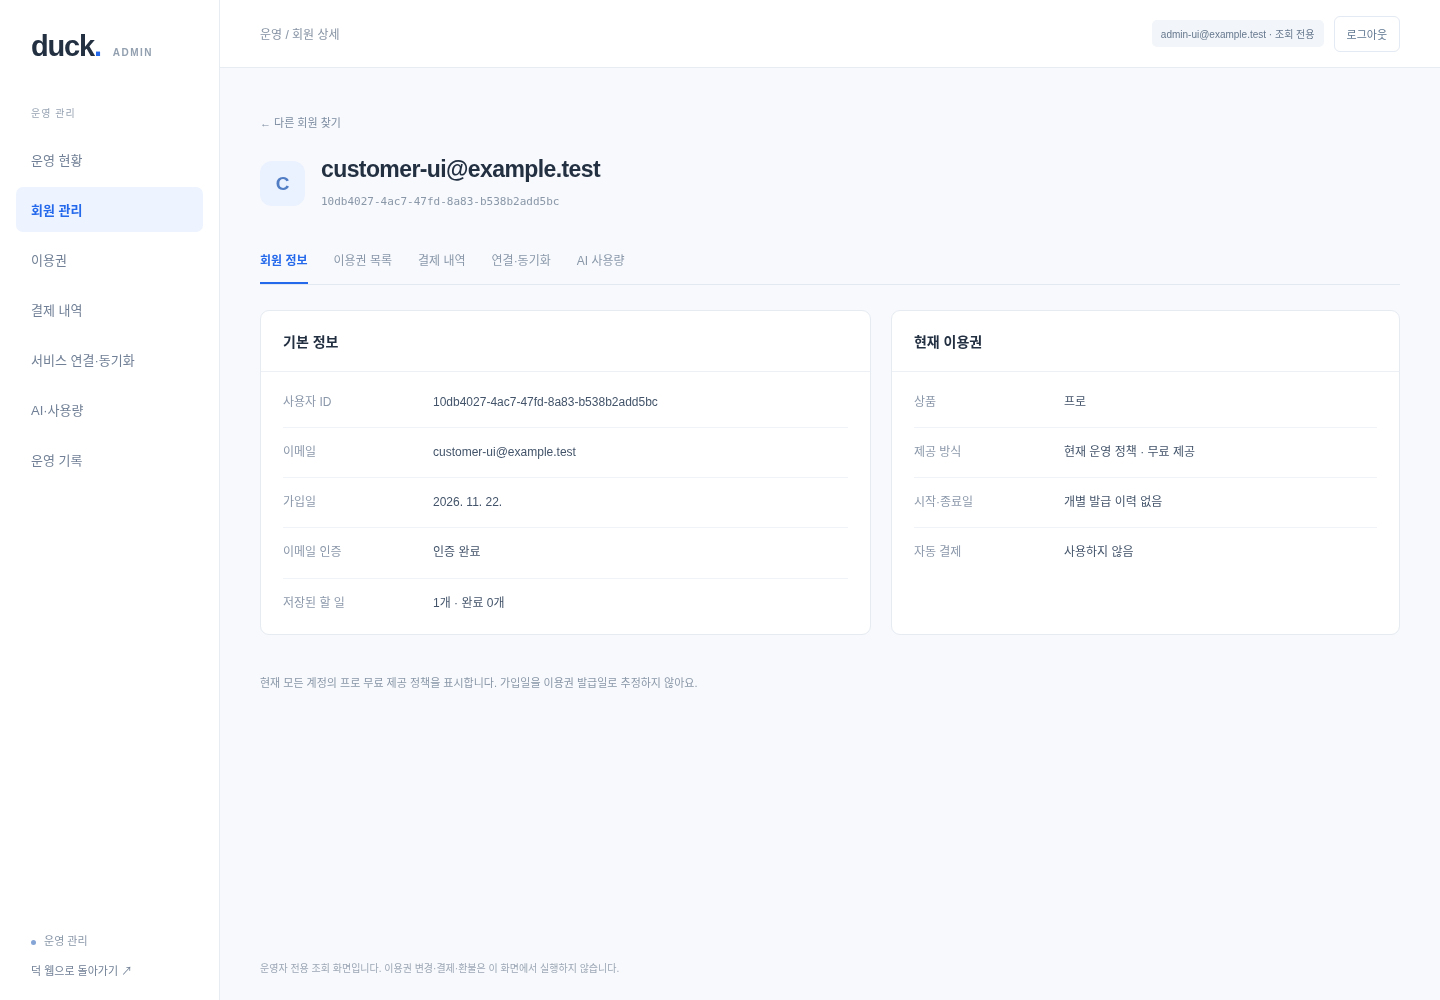 duck. ADMIN
운영 관리
운영 현황
회원 관리
이용권
결제 내역
서비스 연결·동기화
AI·사용량
운영 기록
운영 관리
덕 웹으로 돌아가기 ↗
운영 / 회원 상세
admin-ui@example.test · 조회 전용
로그아웃
← 다른 회원 찾기
C
customer-ui@example.test
10db4027-4ac7-47fd-8a83-b538b2add5bc
회원 정보 이용권 목록 결제 내역 연결·동기화 AI 사용량
기본 정보
사용자 ID 10db4027-4ac7-47fd-8a83-b538b2add5bc
이메일 customer-ui@example.test
가입일 2026. 11. 22.
이메일 인증 인증 완료
저장된 할 일 1개 · 완료 0개
현재 이용권
상품 프로
제공 방식 현재 운영 정책 · 무료 제공
시작·종료일 개별 발급 이력 없음
자동 결제 사용하지 않음
현재 모든 계정의 프로 무료 제공 정책을 표시합니다. 가입일을 이용권 발급일로 추정하지 않아요.
운영자 전용 조회 화면입니다. 이용권 변경·결제·환불은 이 화면에서 실행하지 않습니다.